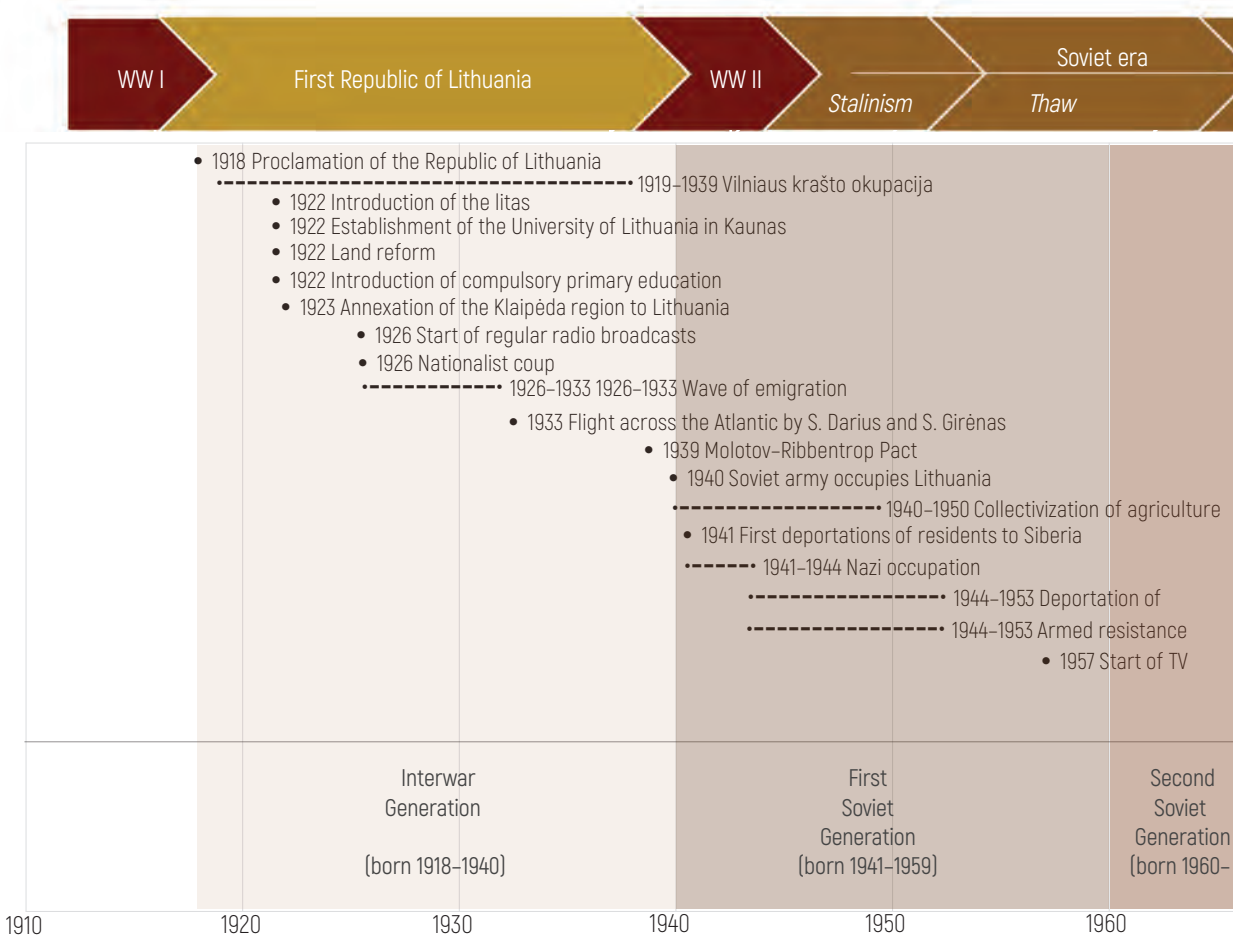 WW I
First Republic of Lithuania
WW II
Soviet era
Stalinism
Thaw
• 1918 Proclamation of the Republic of Lithuania
1919–1939 Vilniaus krašto okupacija
• 1922 Introduction of the litas
• 1922 Establishment of the University of Lithuania in Kaunas
• 1922 Land reform
• 1922 Introduction of compulsory primary education
• 1923 Annexation of the Klaipėda region to Lithuania
• 1926 Start of regular radio broadcasts
• 1926 Nationalist coup
1926–1933 1926–1933 Wave of emigration
• 1933 Flight across the Atlantic by S. Darius and S. Girėnas
• 1939 Molotov–Ribbentrop Pact
• 1940 Soviet army occupies Lithuania
1940–1950 Collectivization of agriculture
• 1941 First deportations of residents to Siberia
1941–1944 Nazi occupation
1944–1953 Deportation of
1944–1953 Armed resistance
• 1957 Start of TV
Interwar
Generation
(born 1918–1940)
First
Soviet
Generation
(born 1941–1959)
Second
Soviet
Generation
(born 1960–
1910
1920
1930
1940
1950
1960